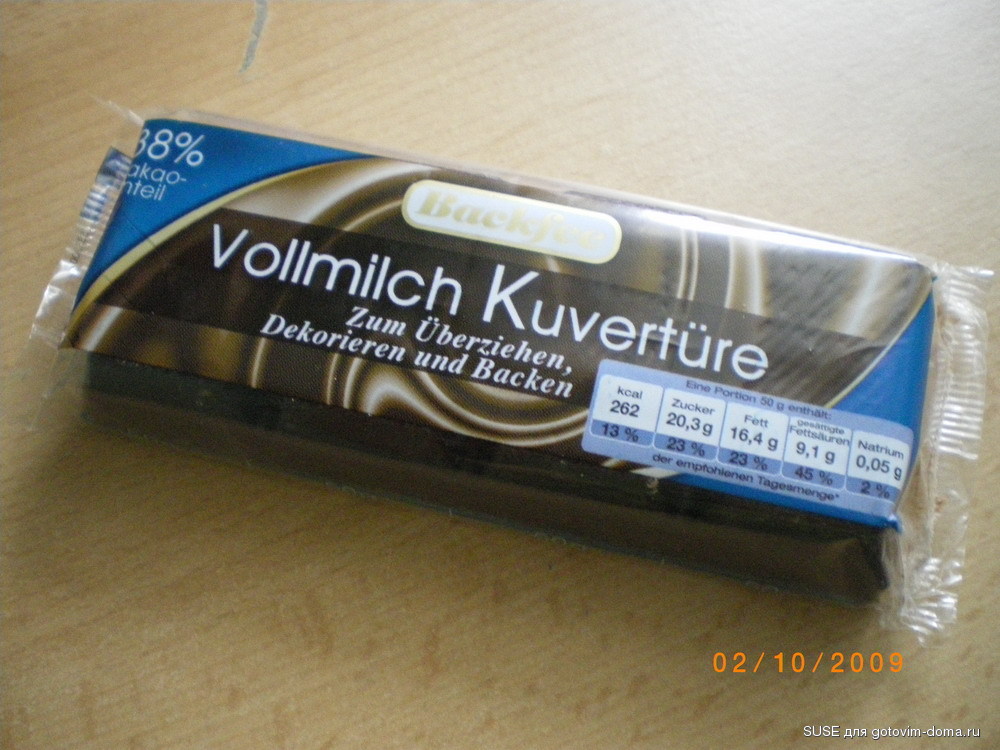 38%
akao-
nteil
Backfee
Vollmilch Kuvertüre
Zum Überziehen,
Dekorieren und Backen
Eine Portion 50 g enthält:
kcal
262
13 %
Zucker
20,3g
23 %
Fett
16,4 g
23 %
gesättigte
Fettsäuren
9,1 g
45 %
Natrium
0,05 g
2 %
der empfohlenen Tagesmenge*
02/10/2009
SUSE для gotovim-doma.ru